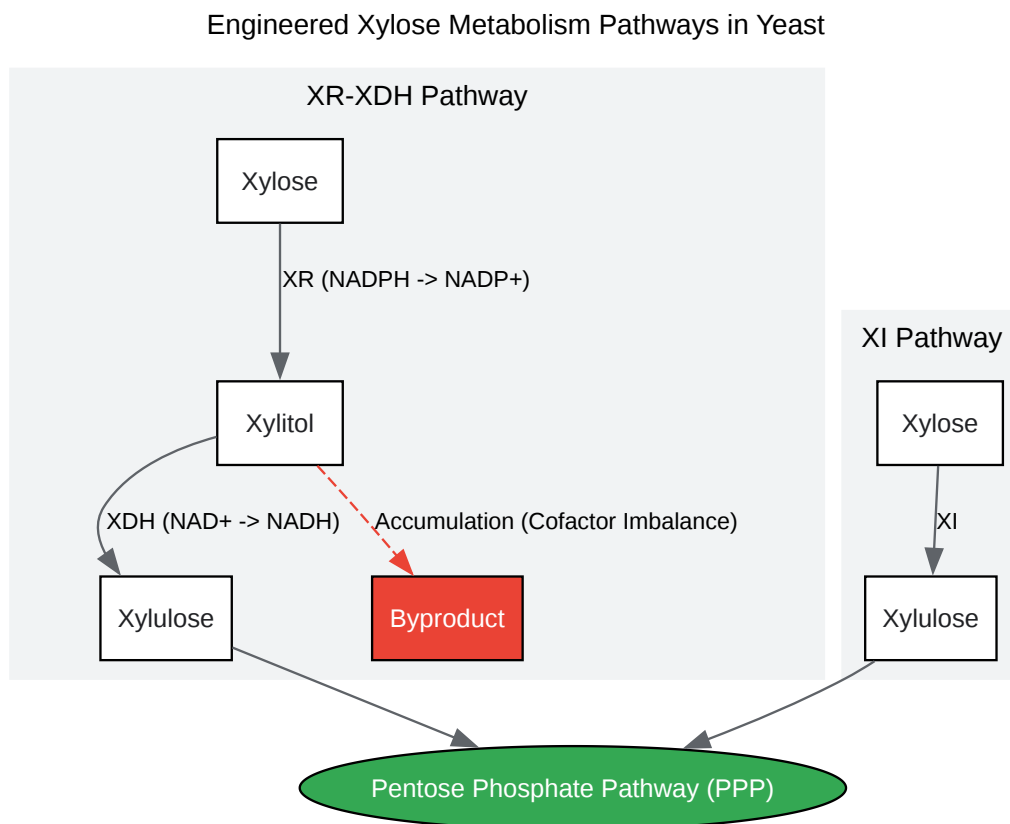 Engineered Xylose Metabolism Pathways in Yeast
XR-XDH Pathway
Xylose
XR (NADPH -> NADP+)
Xylitol
XDH (NAD+ -> NADH)
Accumulation (Cofactor Imbalance)
Xylulose
Byproduct
XI Pathway
Xylose
XI
Xylulose
Pentose Phosphate Pathway (PPP)